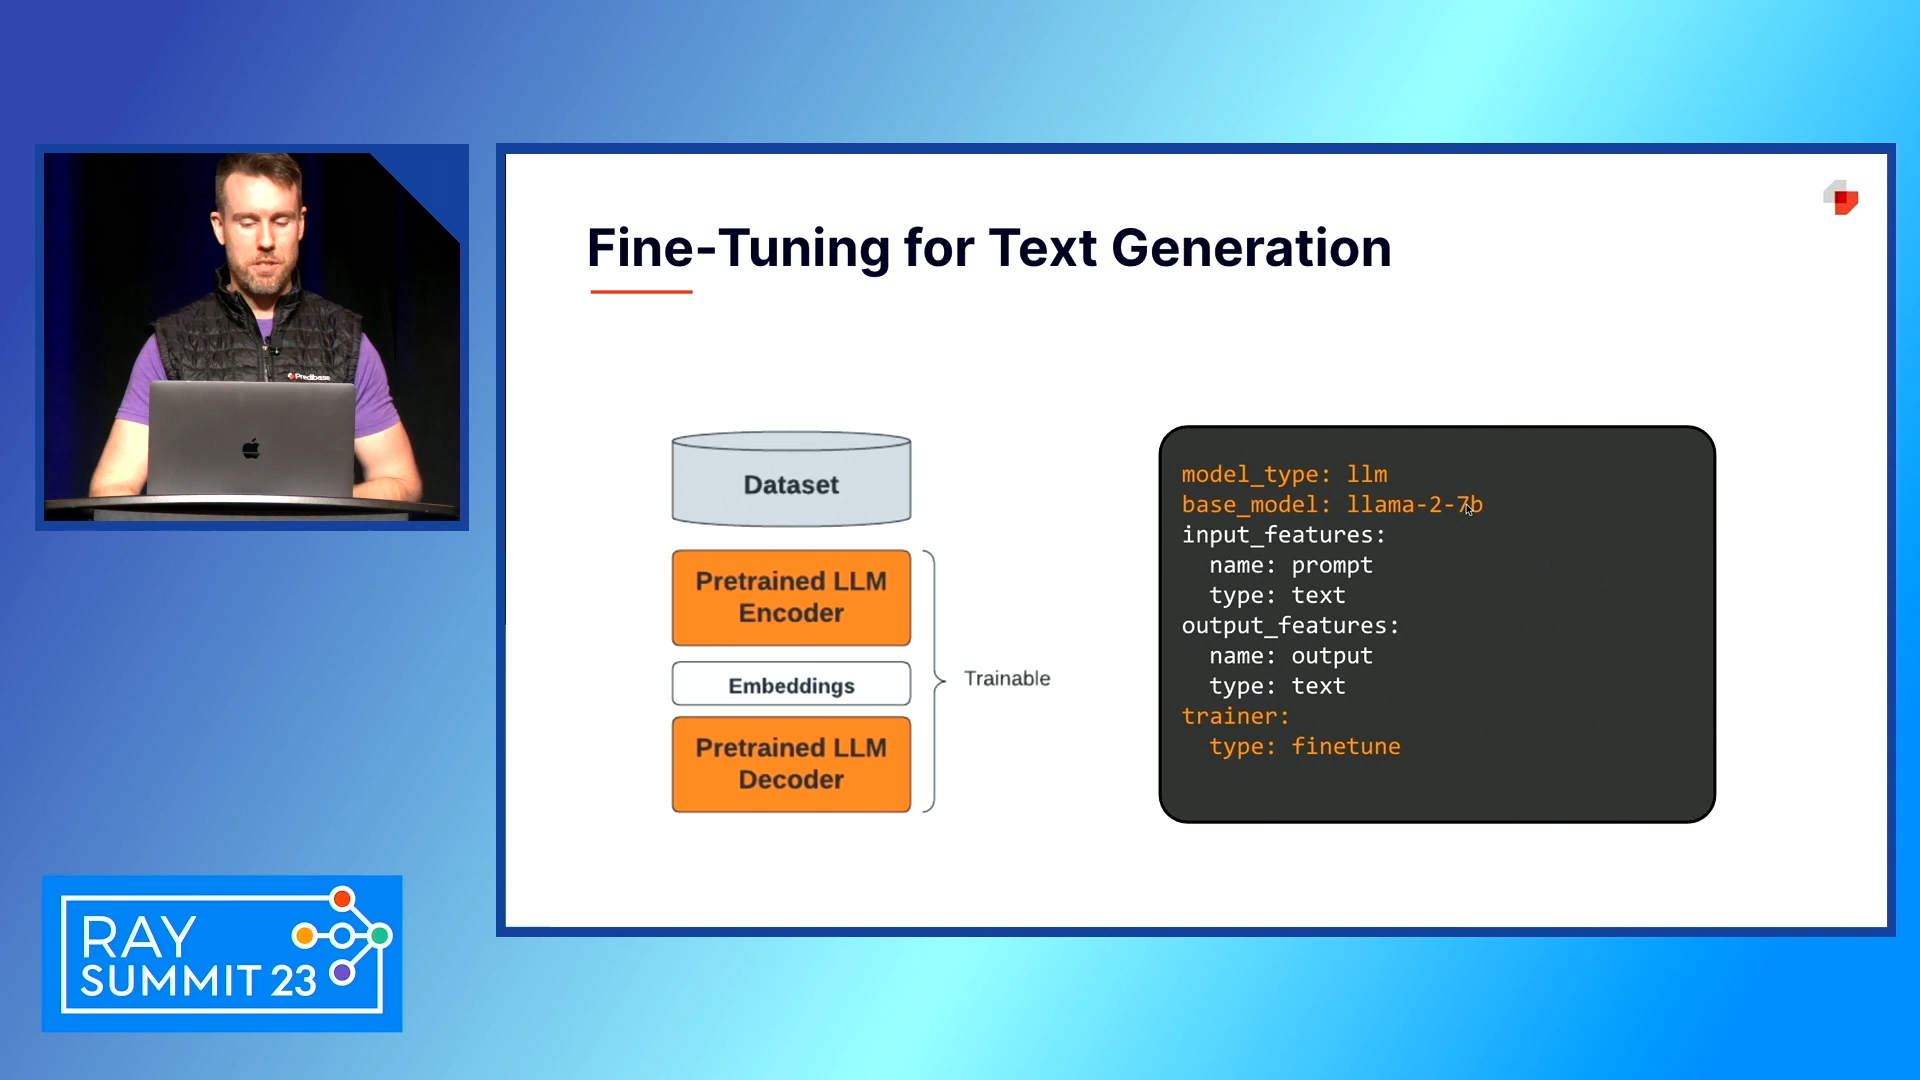 Fine-Tuning for Text Generation
Predibase
Dataset
Pretrained LLM
Encoder
Embeddings
Pretrained LLM
Decoder
Trainable
model_type: llm
base_model: llama-2-7b
input_features:
  name: prompt
  type: text
output_features:
  name: output
  type: text
trainer:
  type: finetune
RAY
SUMMIT 23